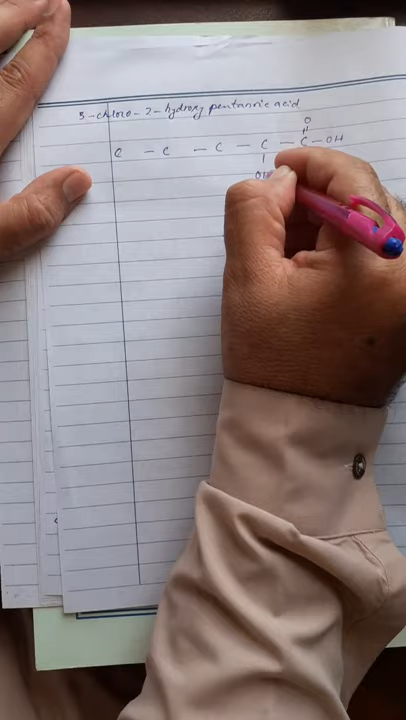 5-chloro-2-hydroxy pentanoic acid
O
C - C - C - C - C - OH
OH